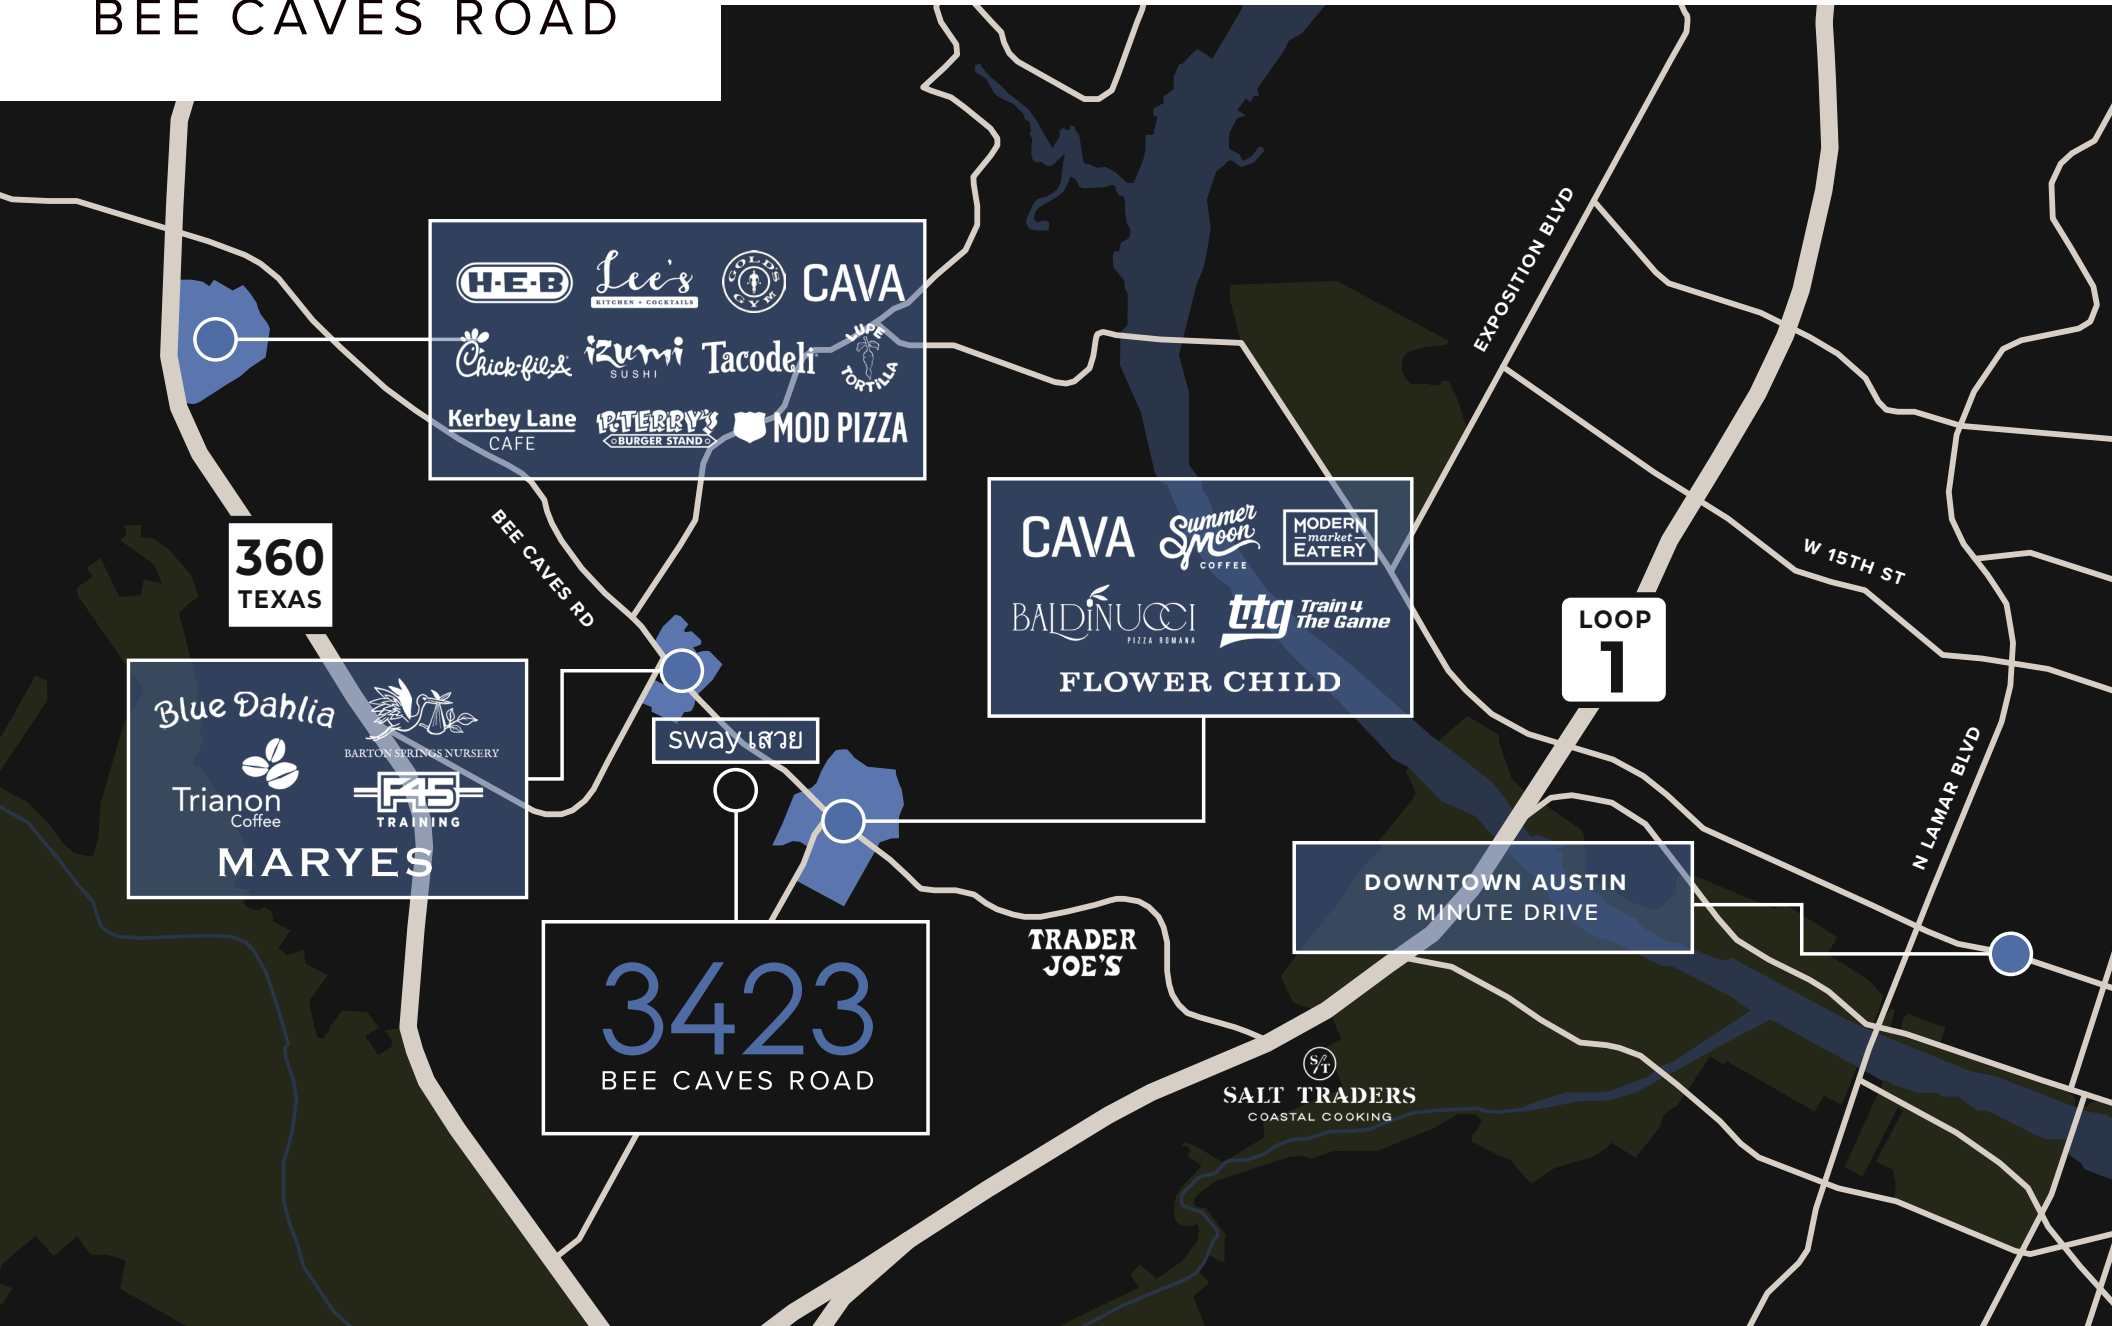 BEE CAVES ROAD
H-E-B
Lee's
KITCHEN + COCKTAILS
GOLD'S GYM
CAVA
Chick-fil-A
izumi
SUSHI
Tacodeli
LUPE
TORTILLA
Kerbey Lane
CAFE
P. TERRY'S
BURGER STAND
MOD PIZZA
EXPOSITION BLVD
360
TEXAS
BEE CAVES RD
CAVA
Summer
Moon
COFFEE
MODERN
market
EATERY
BALDINUCCI
PIZZA ROMANA
tttg
Train 4
The Game
FLOWER CHILD
W 15TH ST
LOOP
1
Blue Dahlia
BARTON SPRINGS NURSERY
Trianon
Coffee
F45
TRAINING
MARYES
sway เสวย
N LAMAR BLVD
DOWNTOWN AUSTIN
8 MINUTE DRIVE
3423
BEE CAVES ROAD
TRADER
JOE'S
S/T
SALT TRADERS
COASTAL COOKING